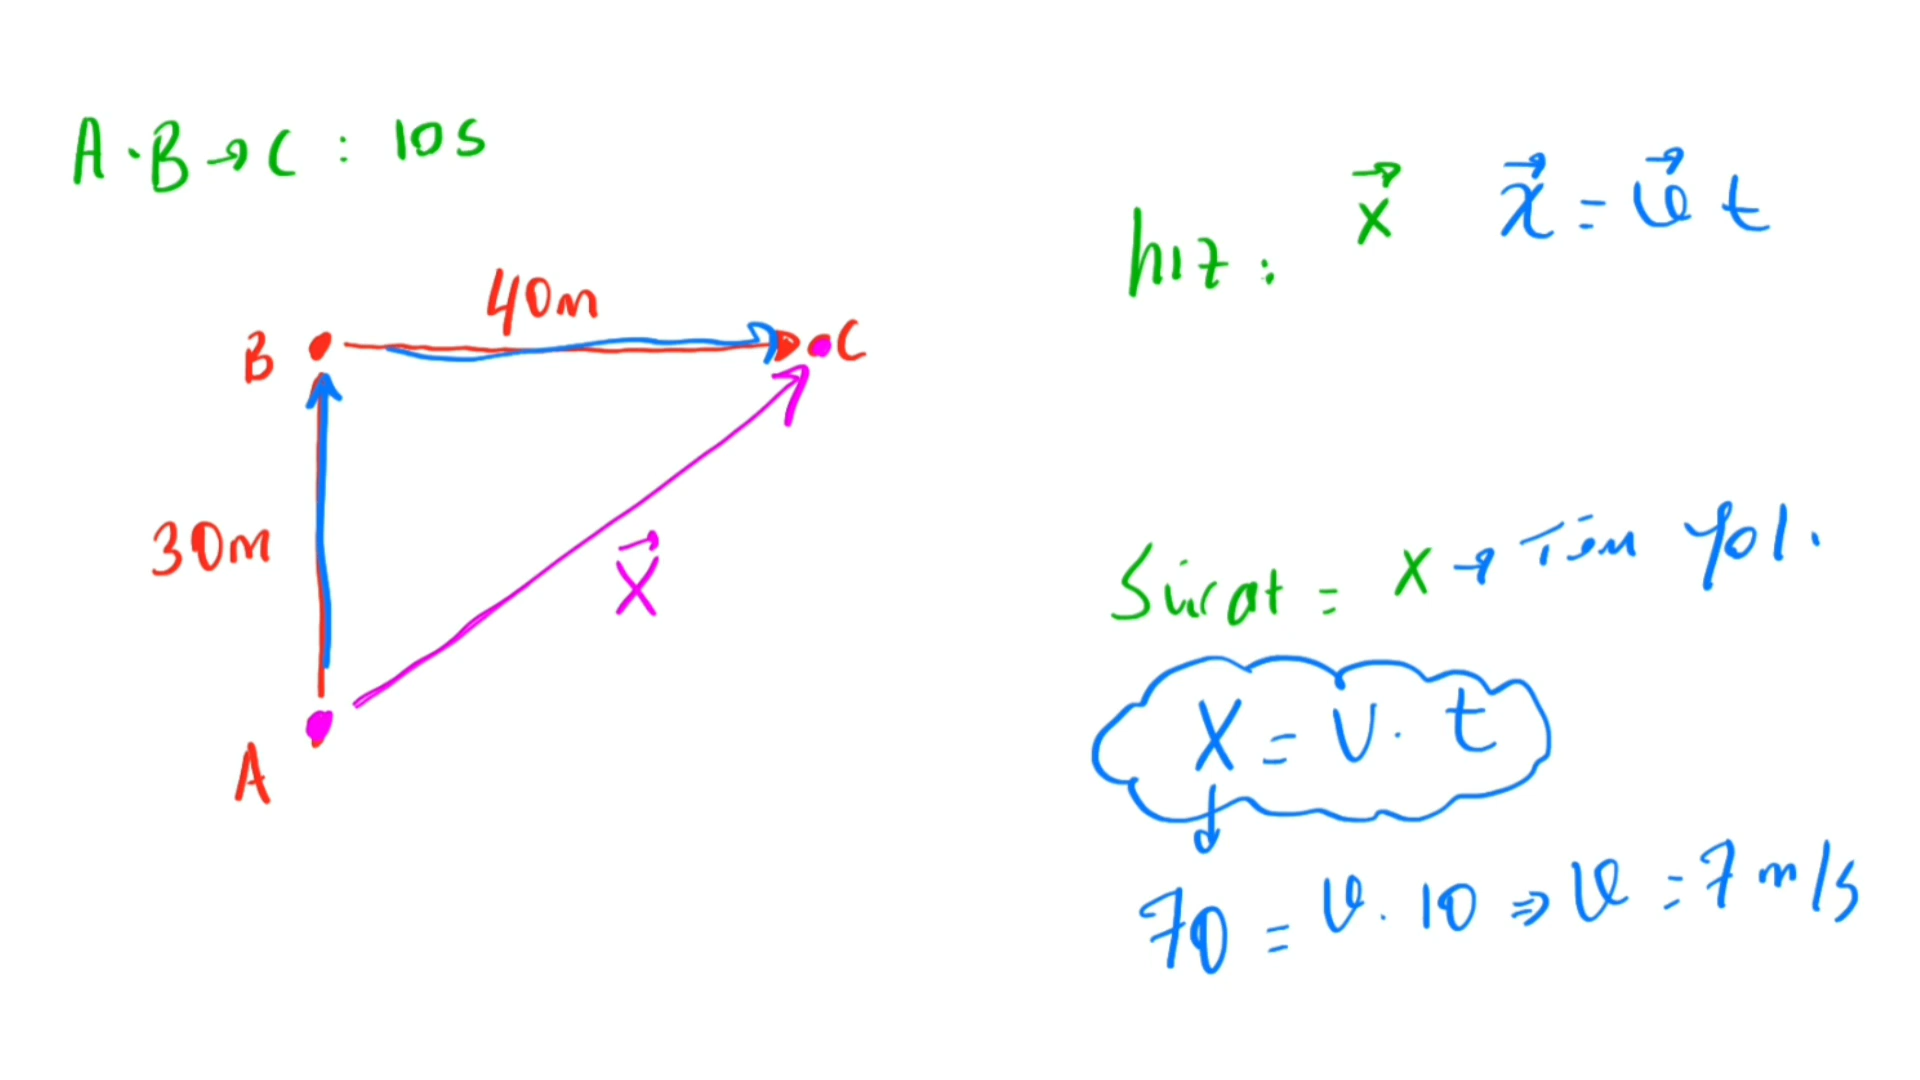 A·B→C : 10s
40m
B
C
30m
x⃗
A
hız: x⃗ x⃗ = v⃗ t
Sürat = x → Tüm Yol.
x = v · t
70 = v · 10 ⇒ v = 7 m/s